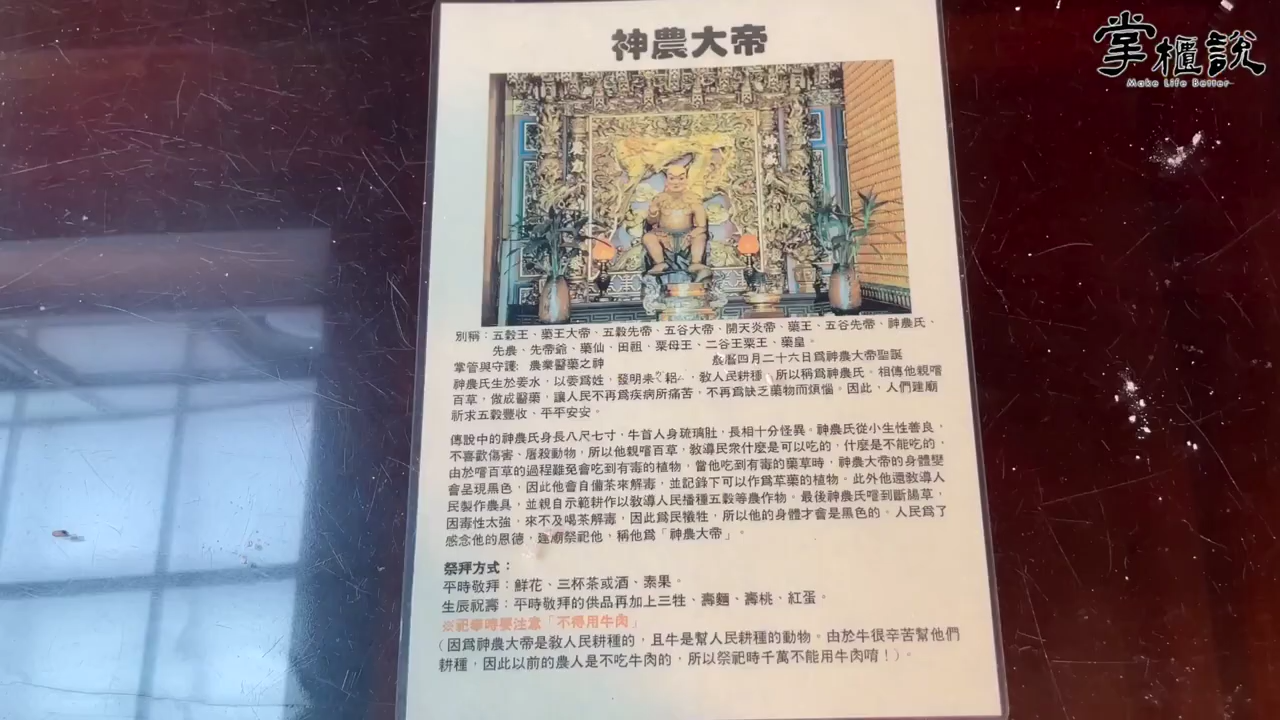 神農大帝
掌櫃說
Make Life Better
別稱：五穀王、藥王大帝、五穀先帝、五谷大帝、開天炎帝、藥王、五谷先帝、神農氏、
先農、先帝爺、藥仙、田祖、粟母王、二谷王粟王、藥皇。
掌管與守護：農業醫藥之神
農曆四月二十六日為神農大帝聖誕
神農氏生於姜水，以姜為姓，發明耒 教人民耕種，所以稱為神農氏。相傳他親嚐
百草，做成醫藥，讓人民不再為疾病所痛苦，不再為缺乏藥物而煩惱。因此，人們建廟
祈求五穀豐收、平平安安。
傳說中的神農氏身長八尺七寸，牛首人身琉璃肚，長相十分怪異。神農氏從小生性善良，
不喜歡傷害、屠殺動物，所以他親嚐百草，教導民眾什麼是可以吃的，什麼是不能吃的，
由於嚐百草的過程難免會吃到有毒的植物，當他吃到有毒的藥草時，神農大帝的身體變
會呈現黑色，因此他會自備茶來解毒，並記錄下可以作為草藥的植物。此外他還教導人
民製作農具，並親自示範耕作以教導人民播種五穀等農作物。最後神農氏嚐到斷腸草，
因毒性太強，來不及喝茶解毒，因此為民犧牲，所以他的身體才會是黑色的。人民為了
感念他的恩德，建廟祭祀他，稱他為「神農大帝」。
祭拜方式：
平時敬拜：鮮花、三杯茶或酒、素果。
生辰祝壽：平時敬拜的供品再加上三牲、壽麵、壽桃、紅蛋。
※祀奉時要注意「不得用牛肉」
（因為神農大帝是教人民耕種的，且牛是幫人民耕種的動物。由於牛很辛苦幫他們
耕種，因此以前的農人是不吃牛肉的，所以祭祀時千萬不能用牛肉唷！）。